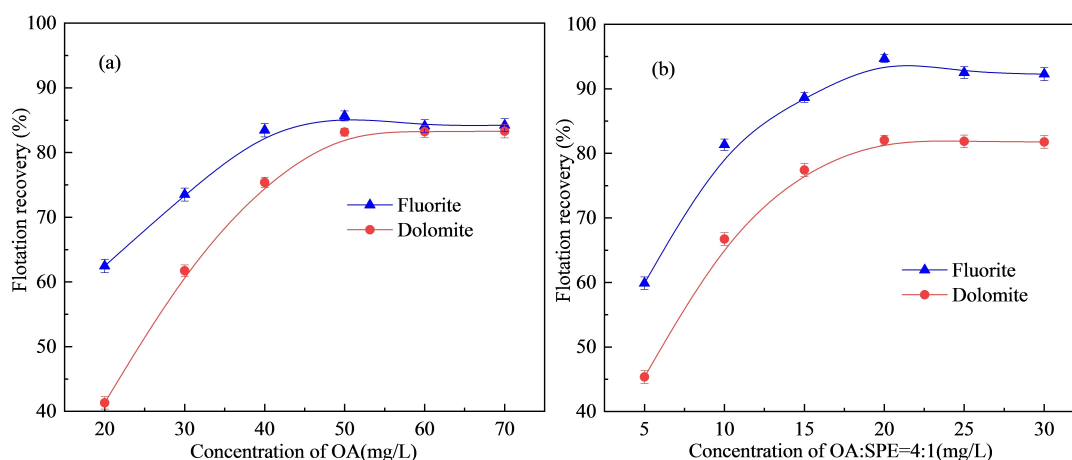 (a)
Flotation recovery (%)
100
90
80
70
60
50
40
Fluorite
Dolomite
20 30 40 50 60 70
Concentration of OA(mg/L)
(b)
Flotation recovery (%)
100
90
80
70
60
50
40
Fluorite
Dolomite
5 10 15 20 25 30
Concentration of OA:SPE=4:1(mg/L)